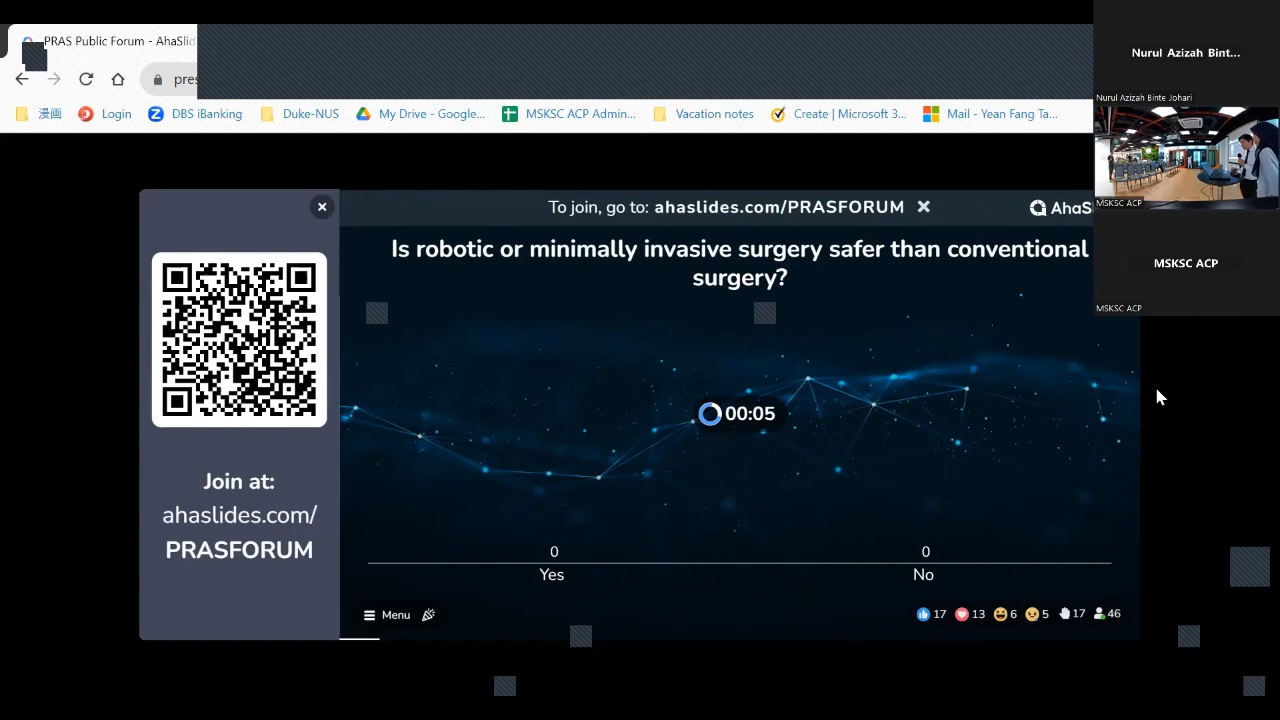 PRAS Public Forum - AhaSlid
pres
漫画
Login
DBS iBanking
Duke-NUS
My Drive - Google...
MSKSC ACP Admin...
Vacation notes
Create | Microsoft 3...
Mail - Yean Fang Ta...
Nurul Azizah Bint...
Nurul Azizah Binte Johari
MSKSC ACP
MSKSC ACP
MSKSC ACP
To join, go to: ahaslides.com/PRASFORUM
AhaS
Is robotic or minimally invasive surgery safer than conventional
surgery?
00:05
Join at:
ahaslides.com/
PRASFORUM
0
0
Yes
No
Menu
17 13 6 5 17 46